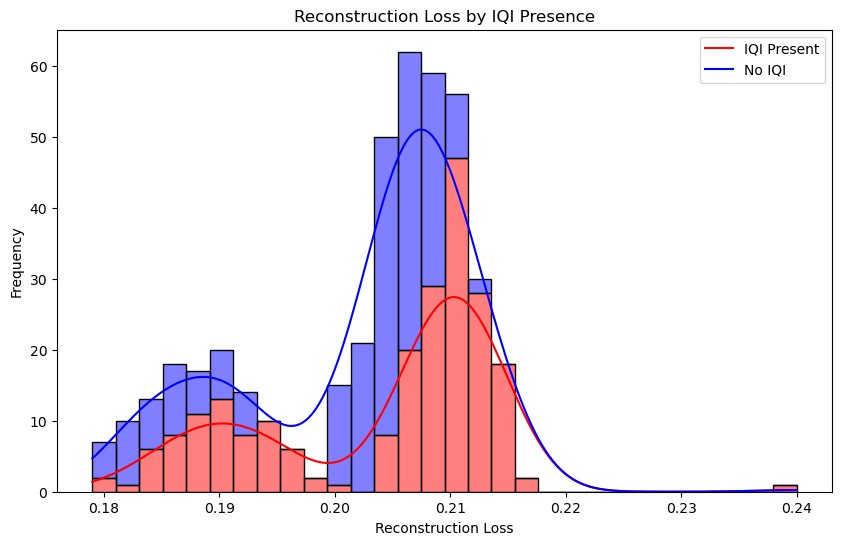 Reconstruction Loss by IQI Presence
IQI Present
No IQI
Frequency
60
50
40
30
20
10
0
0.18 0.19 0.20 0.21 0.22 0.23 0.24
Reconstruction Loss